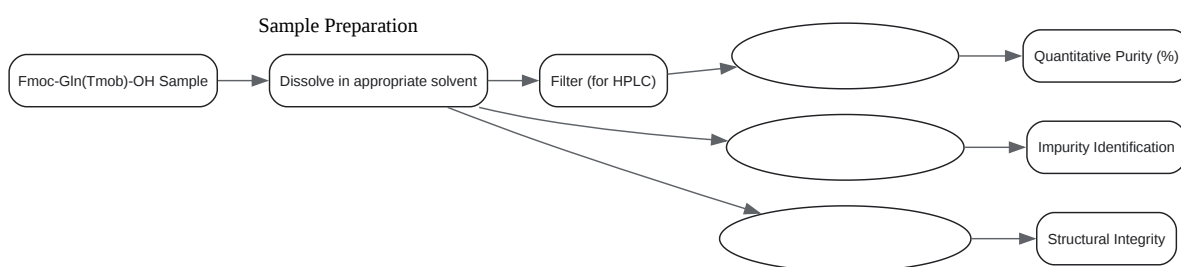 Sample Preparation
Fmoc-Gln(Tmob)-OH Sample
Dissolve in appropriate solvent
Filter (for HPLC)
Quantitative Purity (%)
Impurity Identification
Structural Integrity